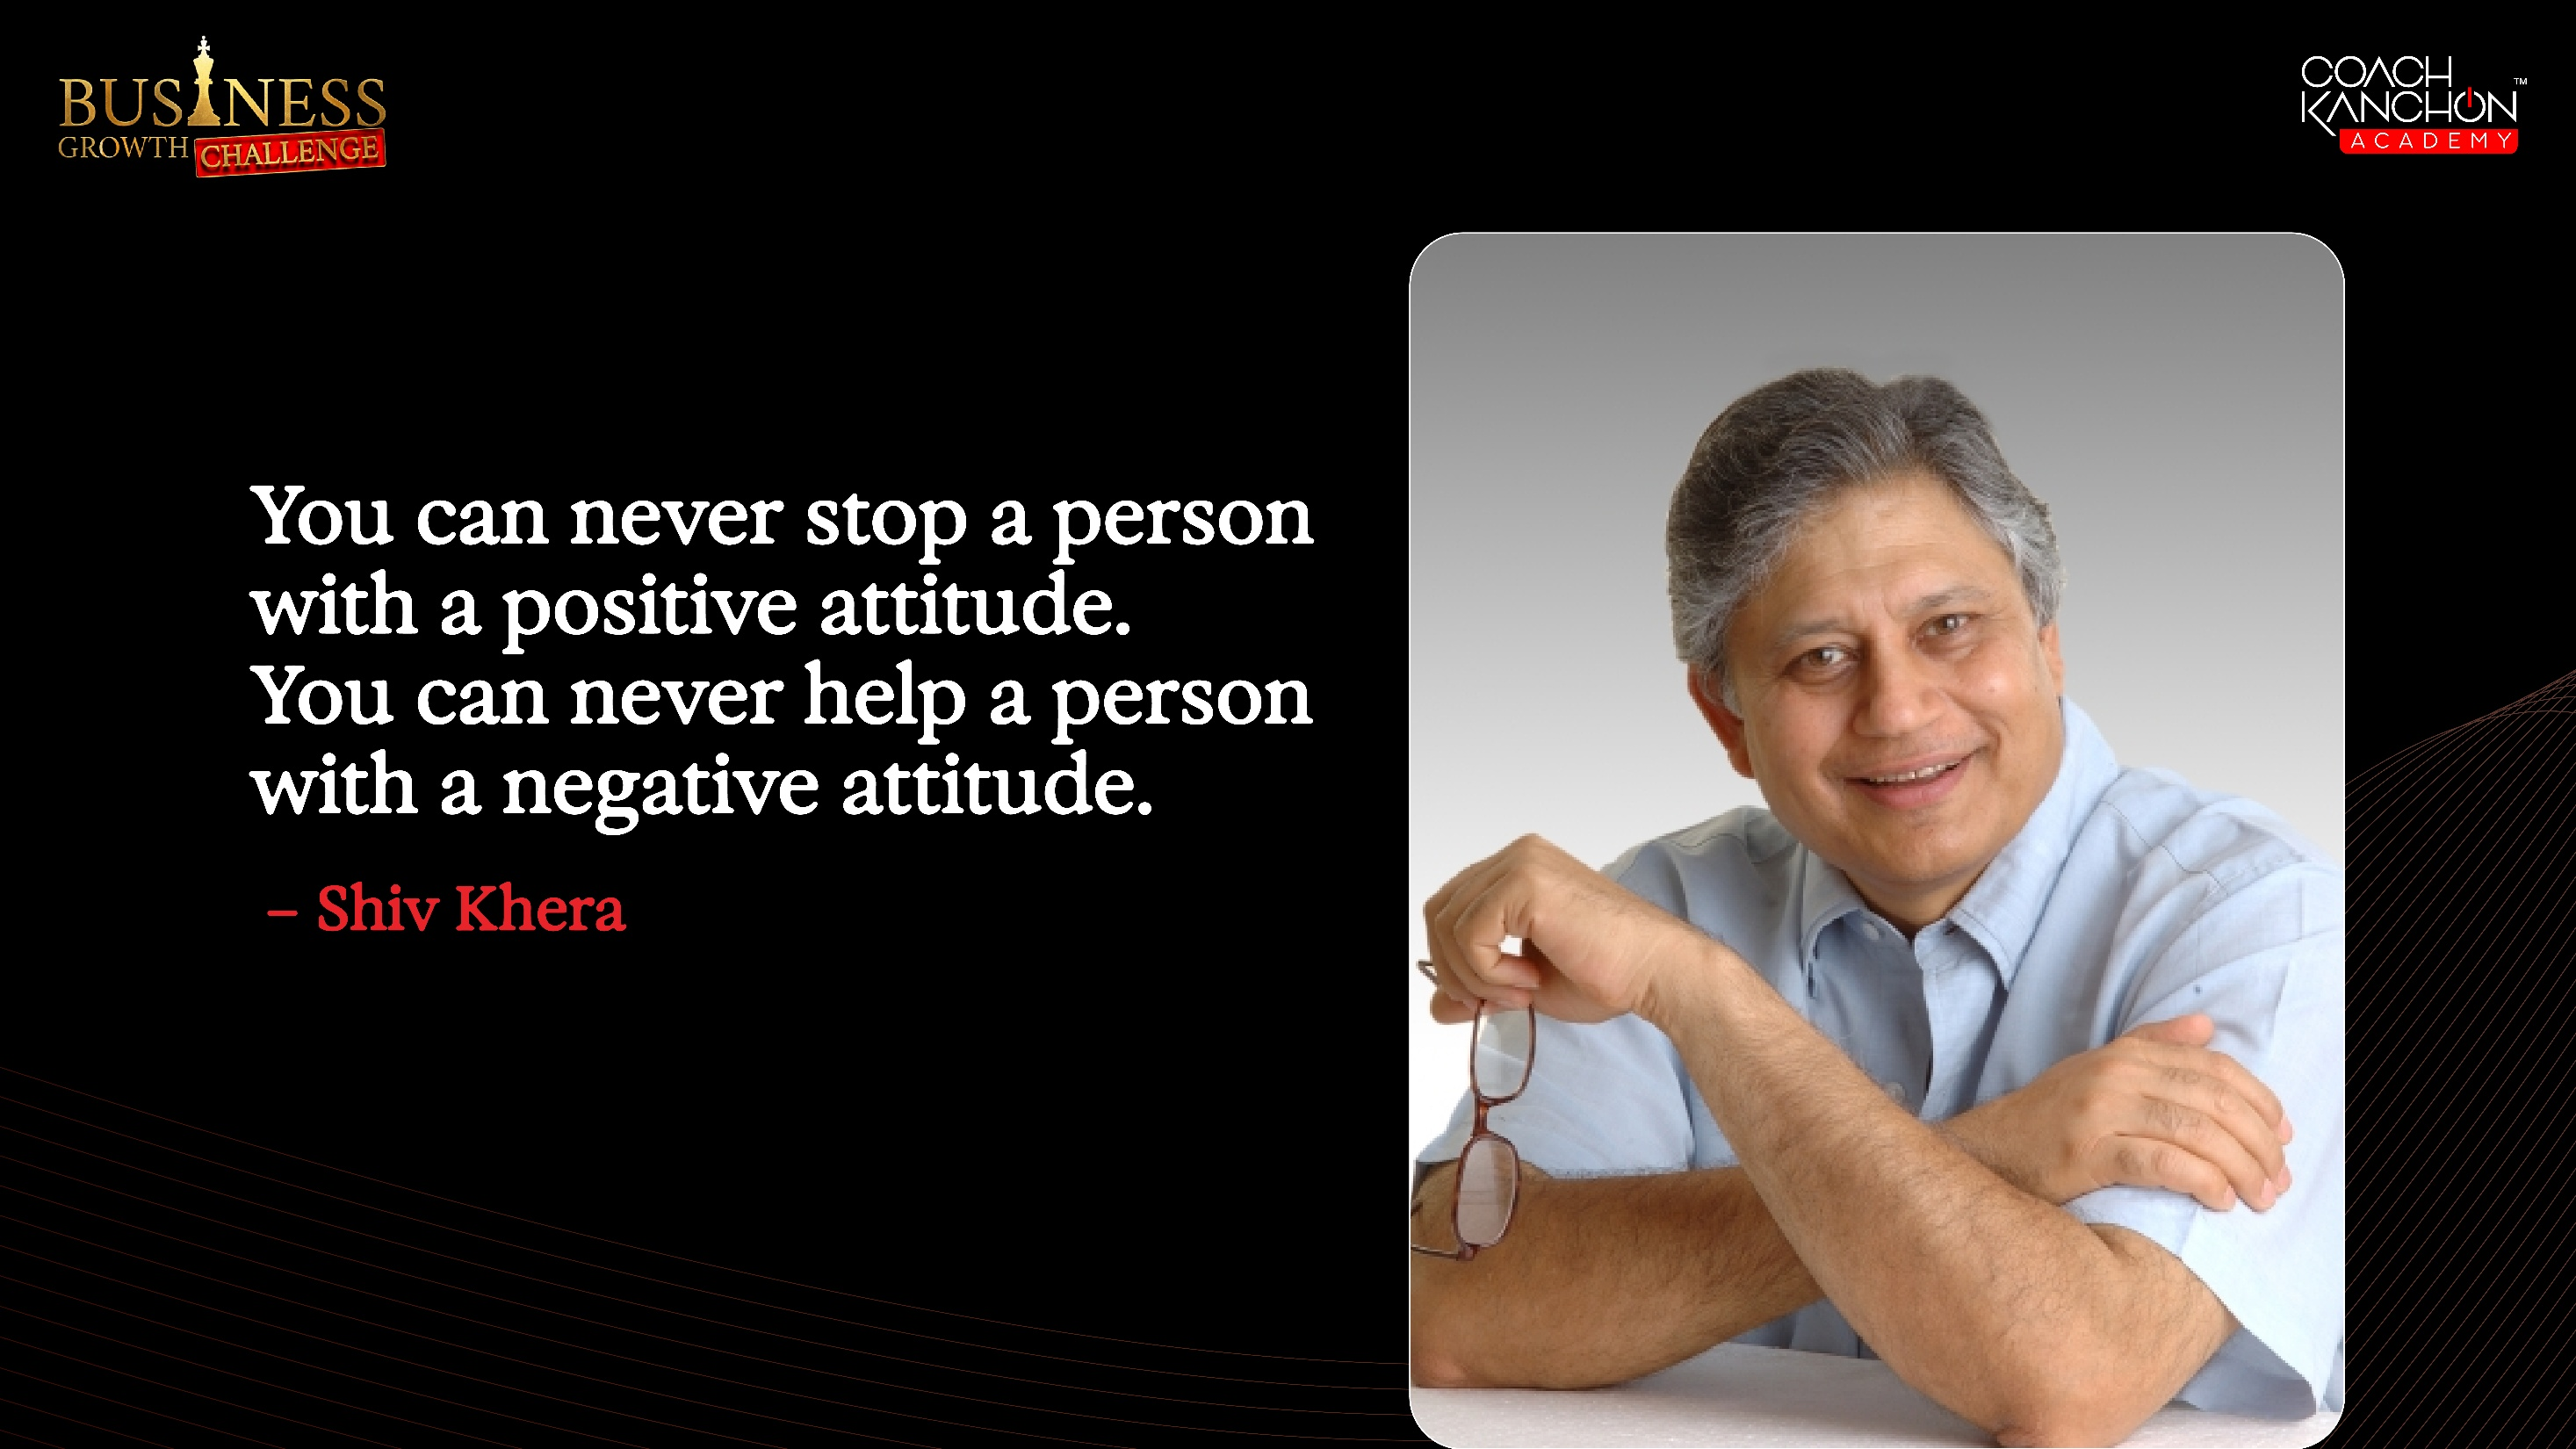 BUSINESS
GROWTH CHALLENGE
COACH
KANCHON
ACADEMY
TM
You can never stop a person
with a positive attitude.
You can never help a person
with a negative attitude.
– Shiv Khera